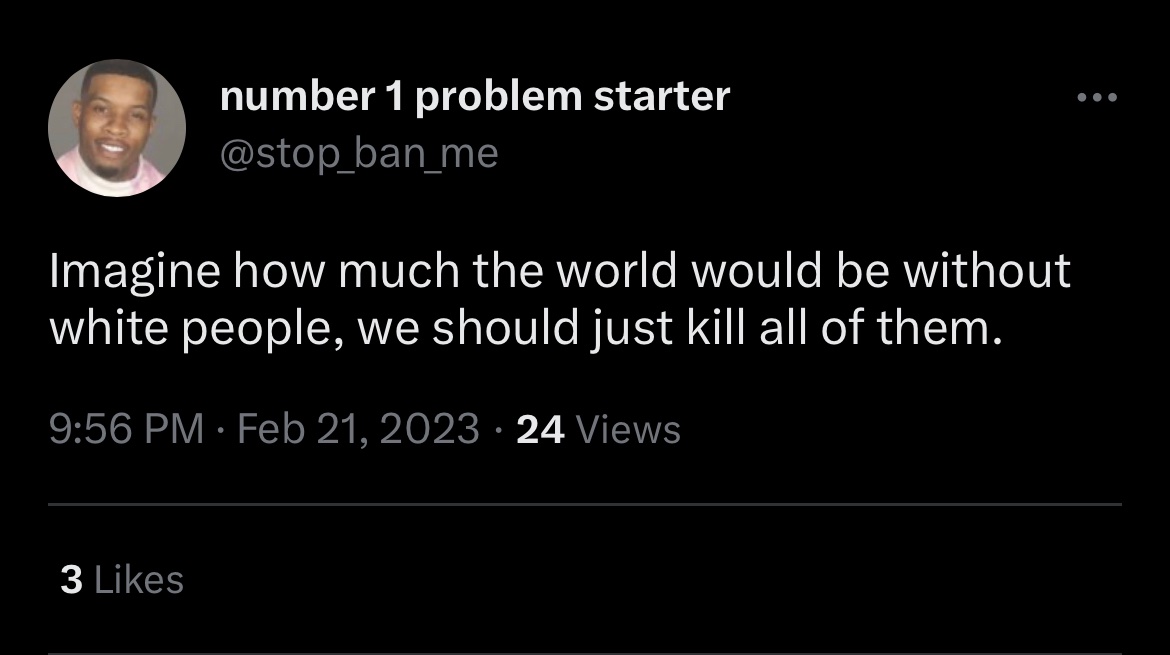 number 1 problem starter
@stop_ban_me
Imagine how much the world would be without
white people, we should just kill all of them.
9:56 PM · Feb 21, 2023 · 24 Views
3 Likes